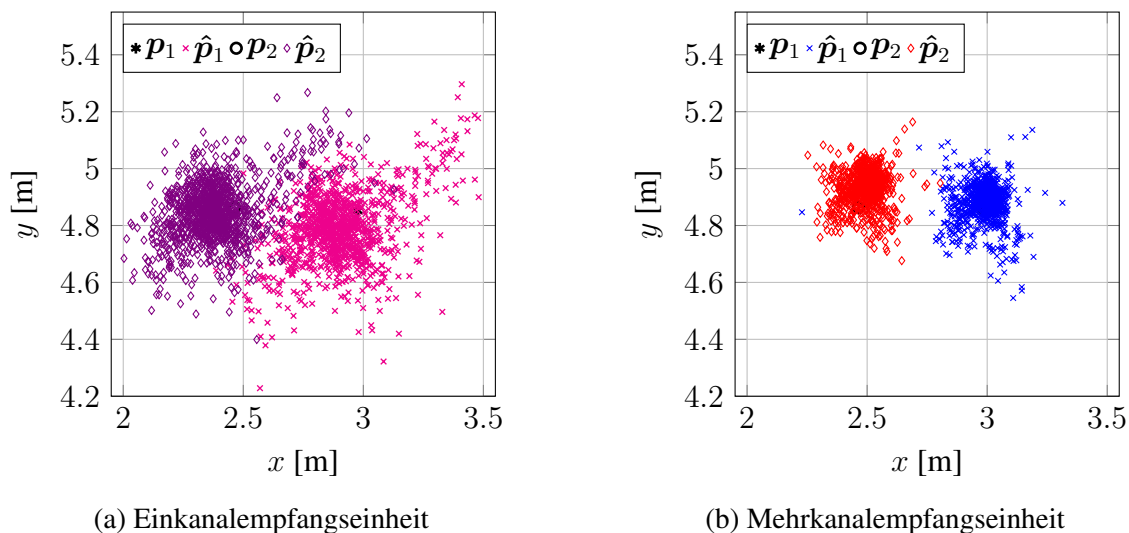 p₁ p̂₁ p₂ p̂₂
5.4
5.2
5
4.8
4.6
4.4
4.2
2 2.5 3 3.5
y [m]
x [m]
(a) Einkanalempfangseinheit
p₁ p̂₁ p₂ p̂₂
5.4
5.2
5
4.8
4.6
4.4
4.2
2 2.5 3 3.5
y [m]
x [m]
(b) Mehrkanalempfangseinheit